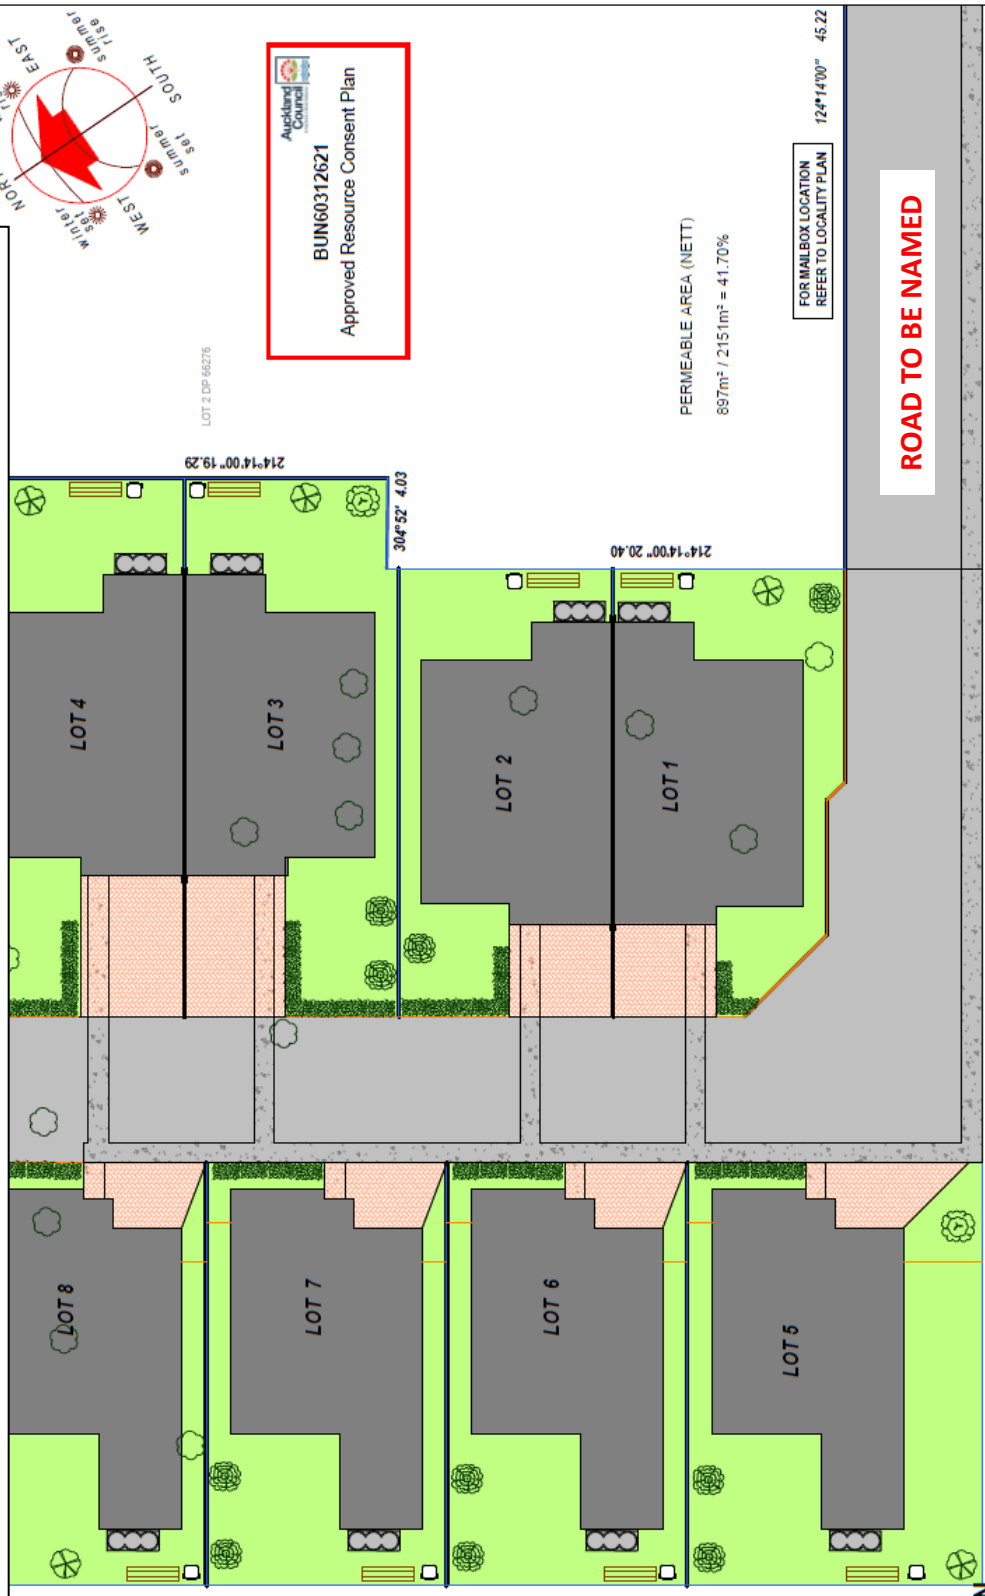 summer
rise
EAST
SOUTH
summer
set
WEST
winter
set
Auckland
Council
BUN60312621
Approved Resource Consent Plan
LOT 2 DP 66276
PERMEABLE AREA (NETT)
897m² / 2151m² = 41.70%
FOR MAILBOX LOCATION
REFER TO LOCALITY PLAN
124°14'00" 45.22
ROAD TO BE NAMED
214°14'00" 19.29
304°52' 4.03
214°14'00" 20.40
LOT 4
LOT 3
LOT 2
LOT 1
LOT 8
LOT 7
LOT 6
LOT 5